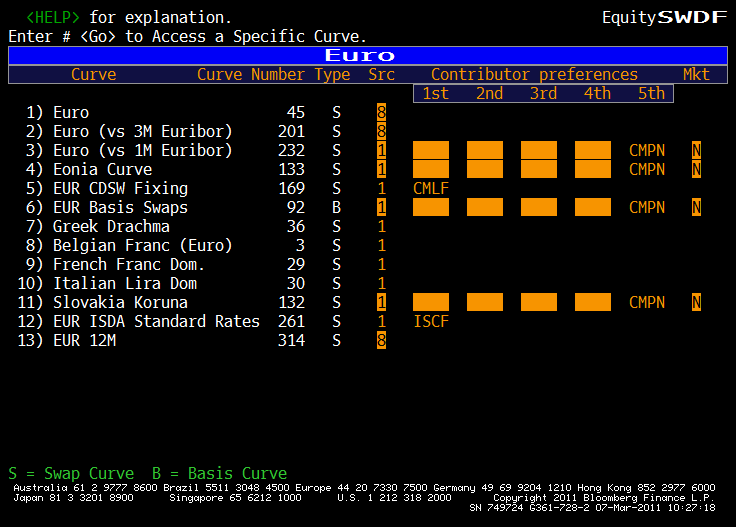 <HELP> for explanation. EquitySWDF
Enter # <Go> to Access a Specific Curve.
Euro
Curve Curve Number Type Src Contributor preferences Mkt
1st 2nd 3rd 4th 5th
1) Euro 45 S 8
2) Euro (vs 3M Euribor) 201 S 8
3) Euro (vs 1M Euribor) 232 S 1 CMPN N
4) Eonia Curve 133 S 1 CMPN N
5) EUR CDSW Fixing 169 S 1 CMLF
6) EUR Basis Swaps 92 B 1 CMPN N
7) Greek Drachma 36 S 1
8) Belgian Franc (Euro) 3 S 1
9) French Franc Dom. 29 S 1
10) Italian Lira Dom 30 S 1
11) Slovakia Koruna 132 S 1 CMPN N
12) EUR ISDA Standard Rates 261 S 1 ISCF
13) EUR 12M 314 S 8
S = Swap Curve B = Basis Curve
Australia 61 2 9777 8600 Brazil 5511 3048 4500 Europe 44 20 7330 7500 Germany 49 69 9204 1210 Hong Kong 852 2977 6000
Japan 81 3 3201 8900 Singapore 65 6212 1000 U.S. 1 212 318 2000 Copyright 2011 Bloomberg Finance L.P.
SN 749724 G361-728-2 07-Mar-2011 10:27:18